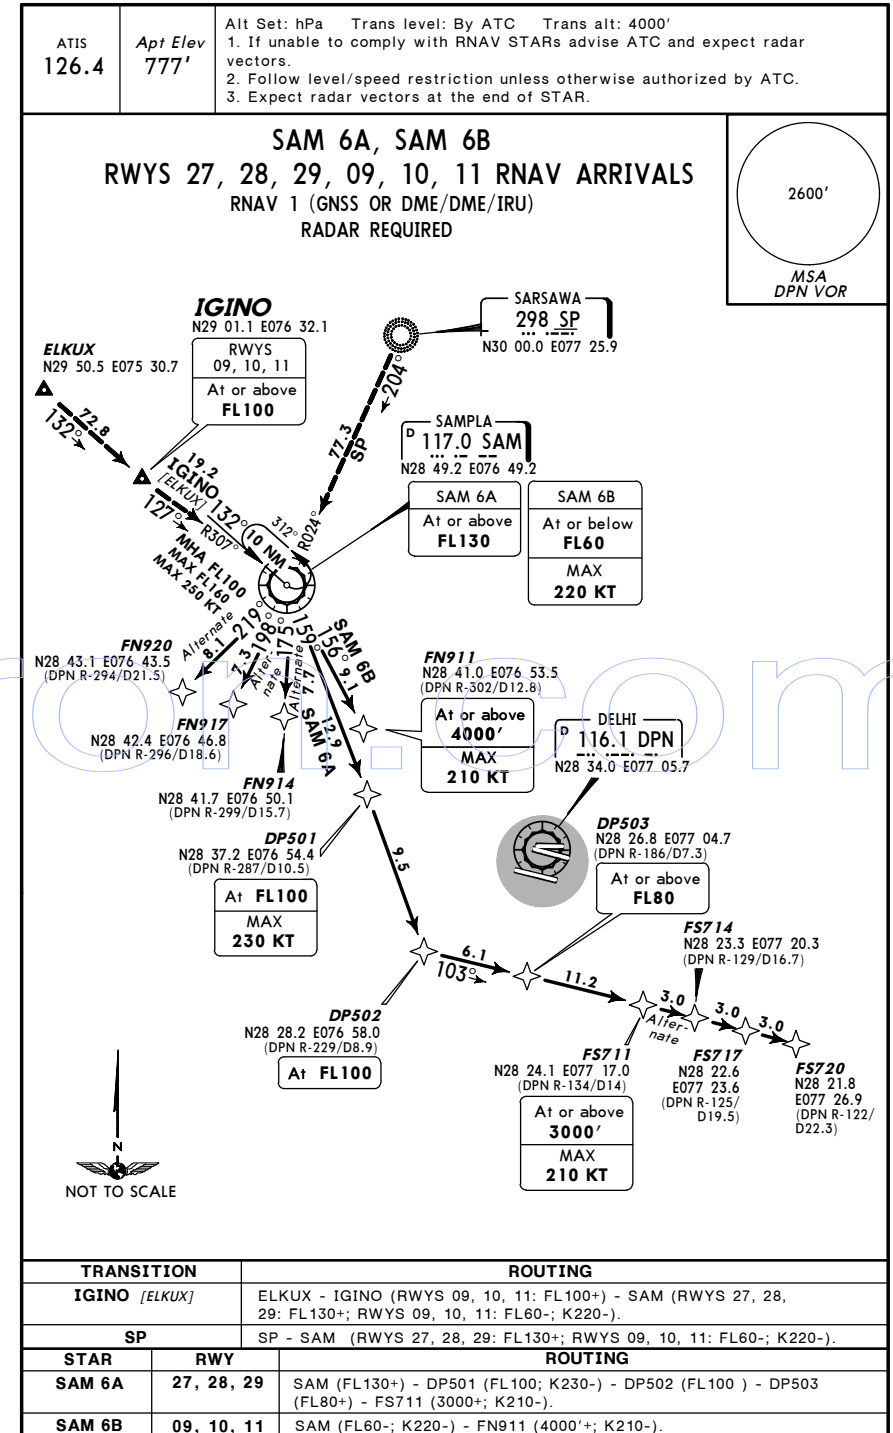 ATIS
126.4
Apt Elev
777'
Alt Set: hPa Trans level: By ATC Trans alt: 4000'
1. If unable to comply with RNAV STARs advise ATC and expect radar
vectors.
2. Follow level/speed restriction unless otherwise authorized by ATC.
3. Expect radar vectors at the end of STAR.
SAM 6A, SAM 6B
RWYS 27, 28, 29, 09, 10, 11 RNAV ARRIVALS
RNAV 1 (GNSS OR DME/DME/IRU)
RADAR REQUIRED
2600'
MSA
DPN VOR
IGINO
N29 01.1 E076 32.1
RWYS
09, 10, 11
At or above
FL100
ELKUX
N29 50.5 E075 30.7
72.8
132°
SARSAWA
298 SP
N30 00.0 E077 25.9
204°
77.3
SP
R024°
SAMPLA
D 117.0 SAM
N28 49.2 E076 49.2
SAM 6A
At or above
FL130
SAM 6B
At or below
FL60
MAX
220 KT
19.2
IGINO
[ELKUX]
127°
132°
R307°
312°
10 NM
MHA FL100
MAX FL160
MAX 250 KT
219°
Alternate
8.1
198°
7.3
Alter-
nate
175°
Alternate
7.7
159°
12.9
SAM 6A
156°
9.1
SAM 6B
FN920
N28 43.1 E076 43.5
(DPN R-294/D21.5)
FN917
N28 42.4 E076 46.8
(DPN R-296/D18.6)
FN914
N28 41.7 E076 50.1
(DPN R-299/D15.7)
FN911
N28 41.0 E076 53.5
(DPN R-302/D12.8)
At or above
4000'
MAX
210 KT
DELHI
D 116.1 DPN
N28 34.0 E077 05.7
DP501
N28 37.2 E076 54.4
(DPN R-287/D10.5)
At FL100
MAX
230 KT
9.5
DP503
N28 26.8 E077 04.7
(DPN R-186/D7.3)
At or above
FL80
DP502
N28 28.2 E076 58.0
(DPN R-229/D8.9)
At FL100
6.1
103°
11.2
FS714
N28 23.3 E077 20.3
(DPN R-129/D16.7)
3.0
Alter-
nate
3.0
3.0
FS711
N28 24.1 E077 17.0
(DPN R-134/D14)
At or above
3000'
MAX
210 KT
FS717
N28 22.6
E077 23.6
(DPN R-125/
D19.5)
FS720
N28 21.8
E077 26.9
(DPN R-122/
D22.3)
N
NOT TO SCALE
ron.com
TRANSITION ROUTING
IGINO [ELKUX] ELKUX - IGINO (RWYS 09, 10, 11: FL100+) - SAM (RWYS 27, 28,
29: FL130+; RWYS 09, 10, 11: FL60-; K220-).
SP SP - SAM (RWYS 27, 28, 29: FL130+; RWYS 09, 10, 11: FL60-; K220-).
STAR RWY ROUTING
SAM 6A 27, 28, 29 SAM (FL130+) - DP501 (FL100; K230-) - DP502 (FL100 ) - DP503
(FL80+) - FS711 (3000+; K210-).
SAM 6B 09, 10, 11 SAM (FL60-; K220-) - FN911 (4000'+; K210-).